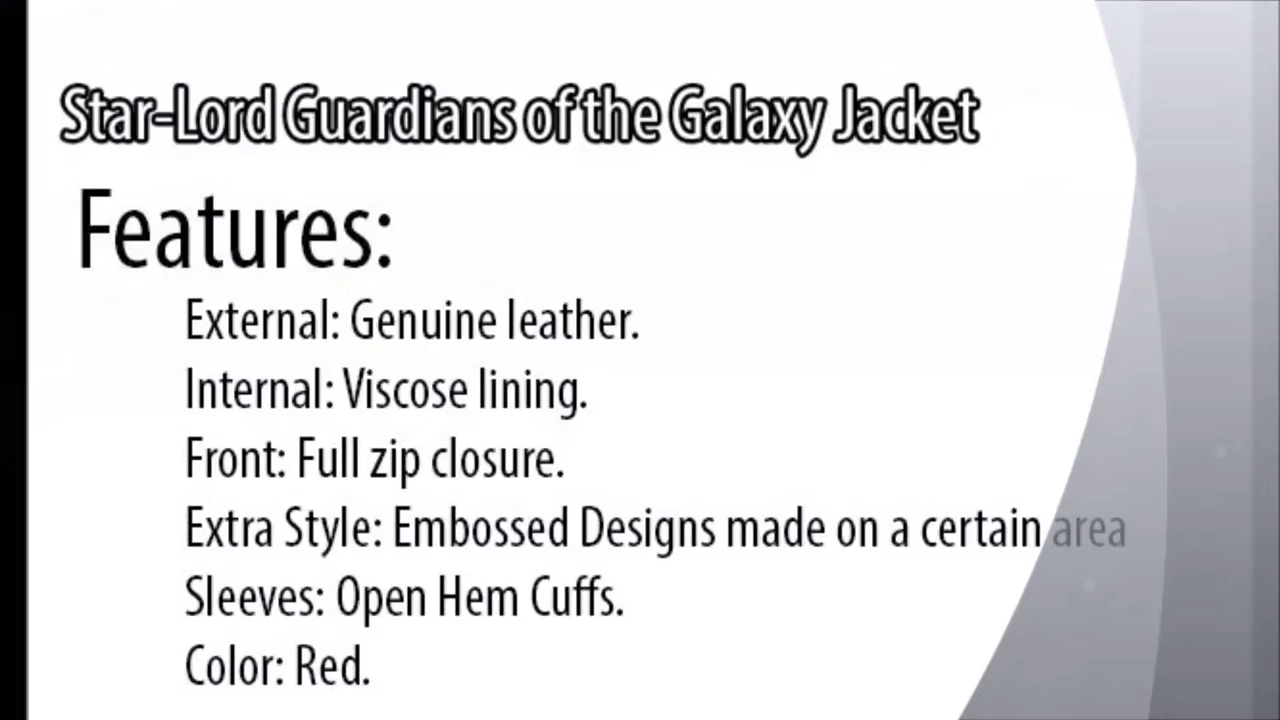 Star-Lord Guardians of the Galaxy Jacket
Features:
External: Genuine leather.
Internal: Viscose lining.
Front: Full zip closure.
Extra Style: Embossed Designs made on a certain area
Sleeves: Open Hem Cuffs.
Color: Red.